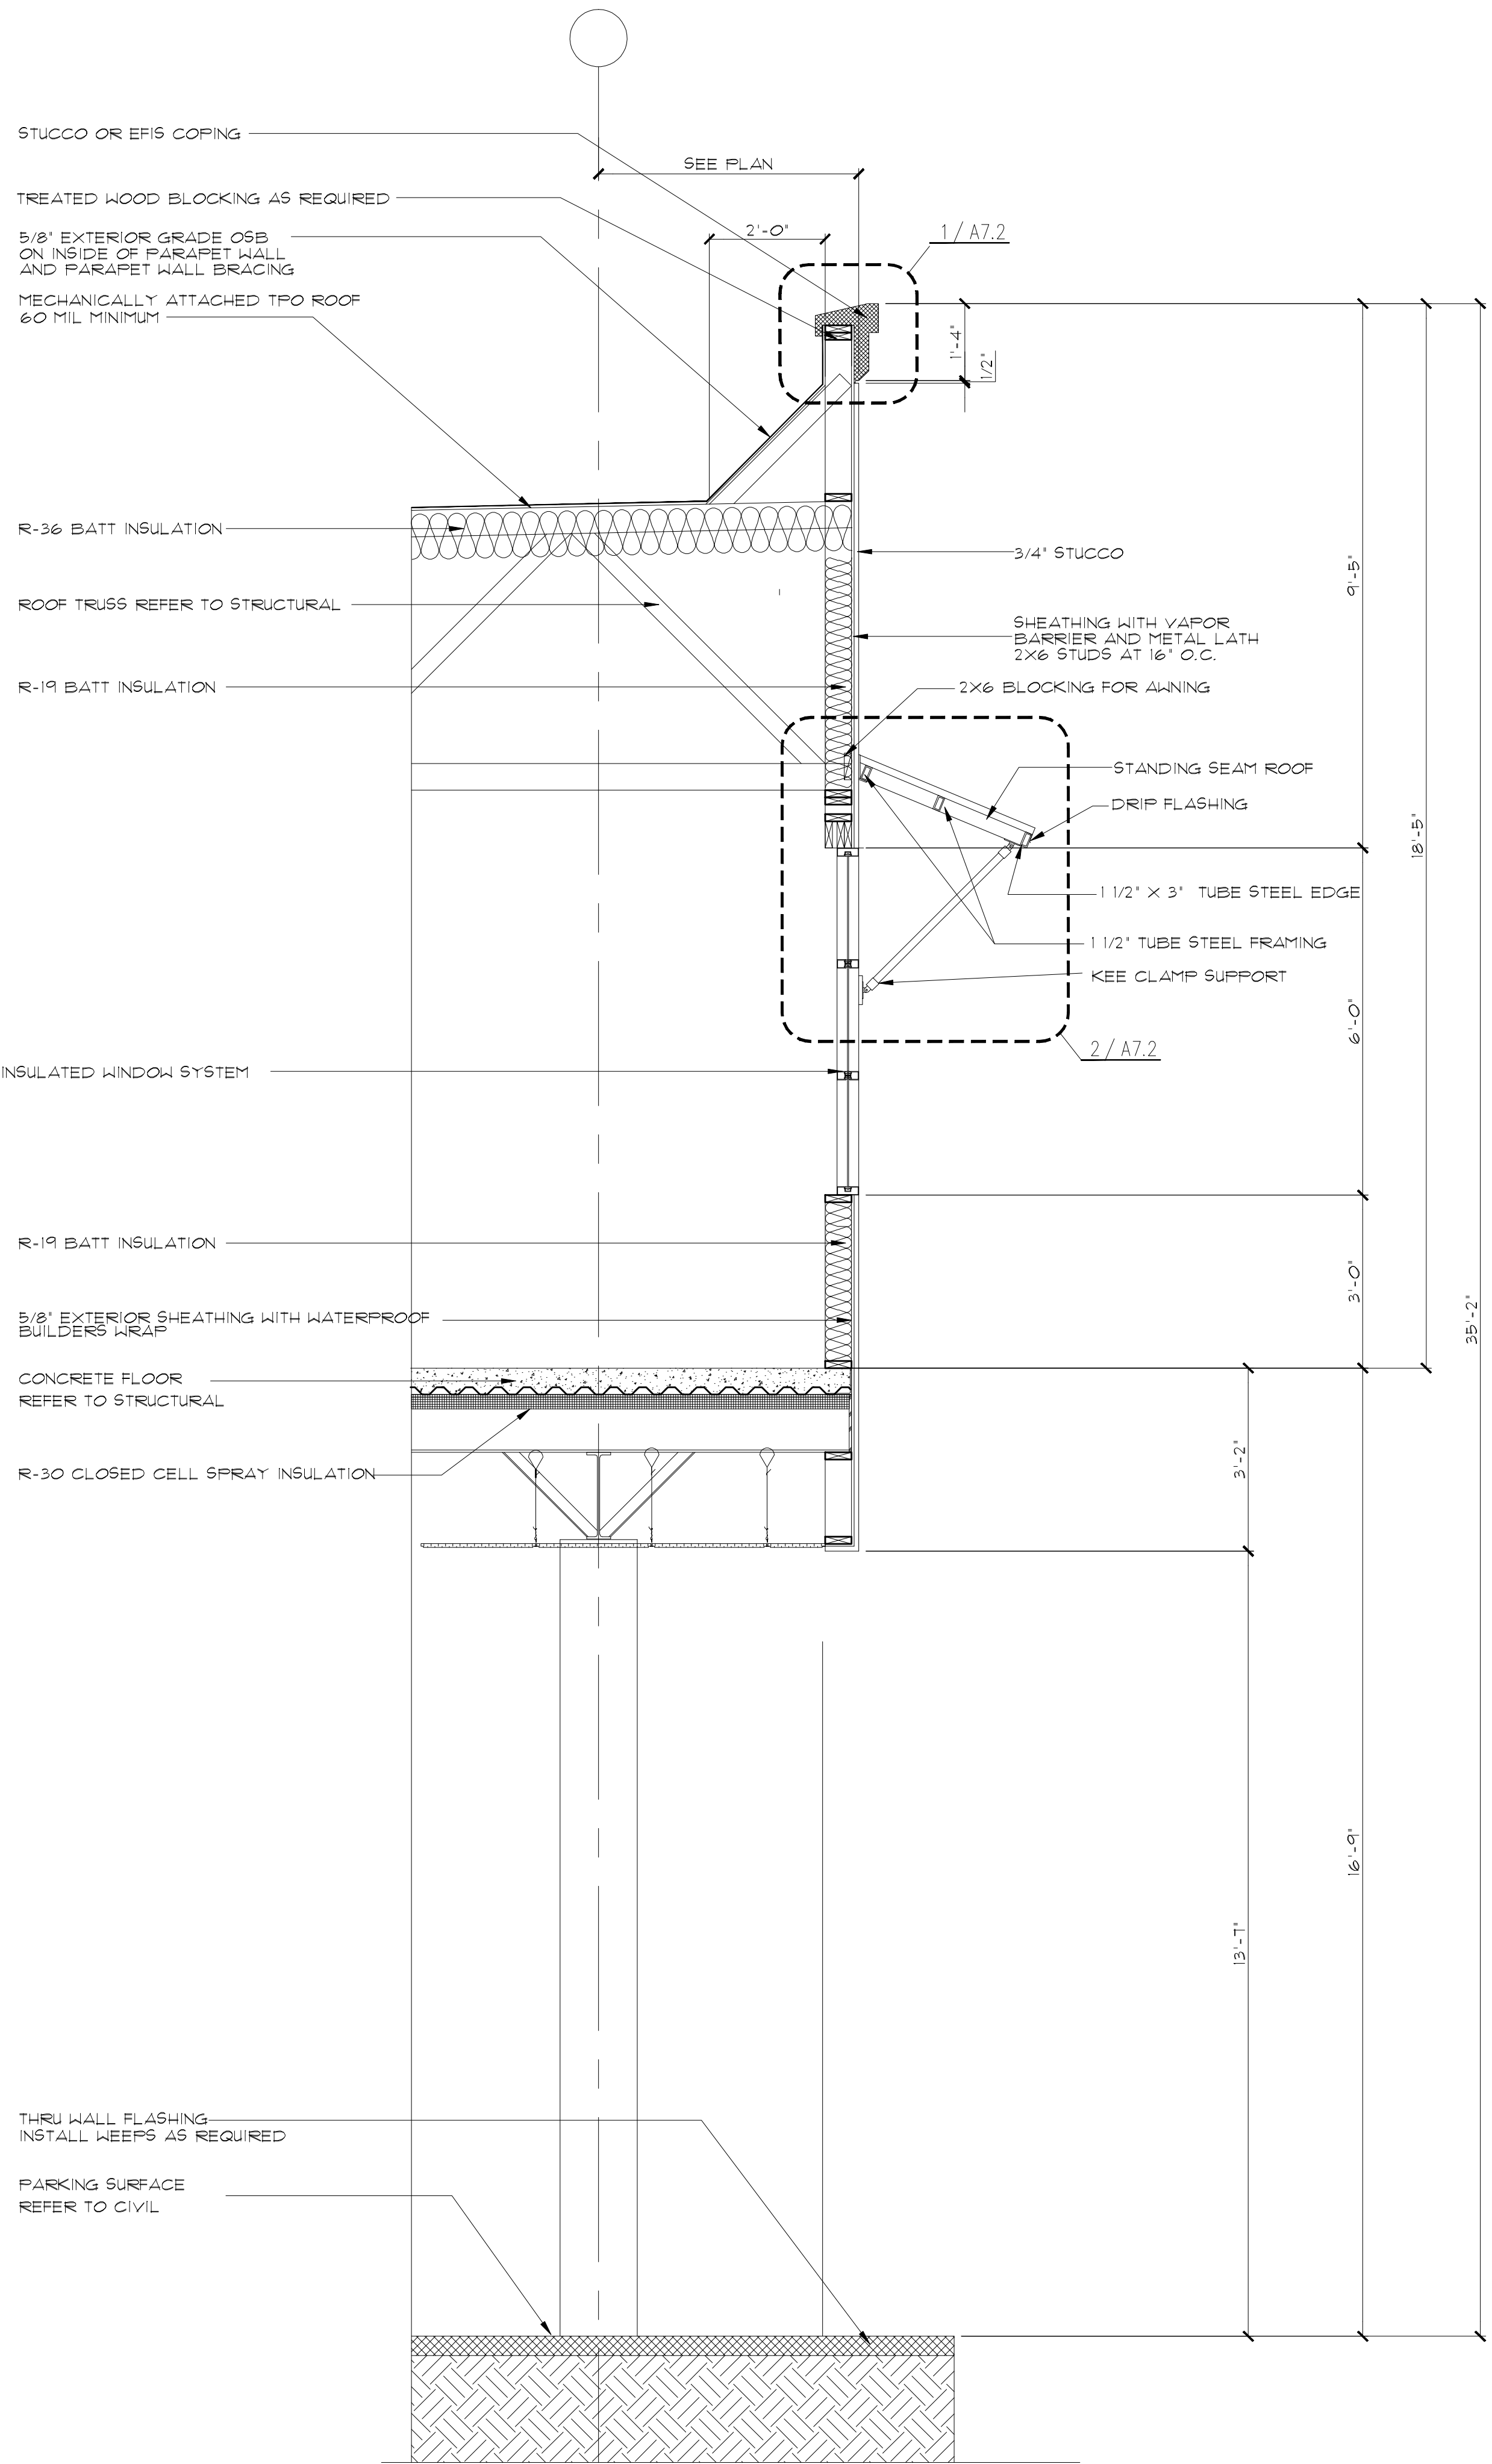 STUCCO OR EFIS COPING
SEE PLAN
TREATED WOOD BLOCKING AS REQUIRED
2'-0"
1 / A7.2
5/8" EXTERIOR GRADE OSB
ON INSIDE OF PARAPET WALL
AND PARAPET WALL BRACING
MECHANICALLY ATTACHED TPO ROOF
60 MIL MINIMUM
1'-4"
1/2"
R-36 BATT INSULATION
3/4" STUCCO
9'-5"
ROOF TRUSS REFER TO STRUCTURAL
SHEATHING WITH VAPOR
BARRIER AND METAL LATH
2X6 STUDS AT 16" O.C.
R-19 BATT INSULATION
2X6 BLOCKING FOR AWNING
STANDING SEAM ROOF
DRIP FLASHING
18'-5"
1 1/2" X 3" TUBE STEEL EDGE
1 1/2" TUBE STEEL FRAMING
KEE CLAMP SUPPORT
6'-0"
2 / A7.2
INSULATED WINDOW SYSTEM
R-19 BATT INSULATION
3'-0"
35'-2"
5/8" EXTERIOR SHEATHING WITH WATERPROOF
BUILDERS WRAP
CONCRETE FLOOR
REFER TO STRUCTURAL
3'-2"
R-30 CLOSED CELL SPRAY INSULATION
16'-9"
13'-7"
THRU WALL FLASHING
INSTALL WEEPS AS REQUIRED
PARKING SURFACE
REFER TO CIVIL